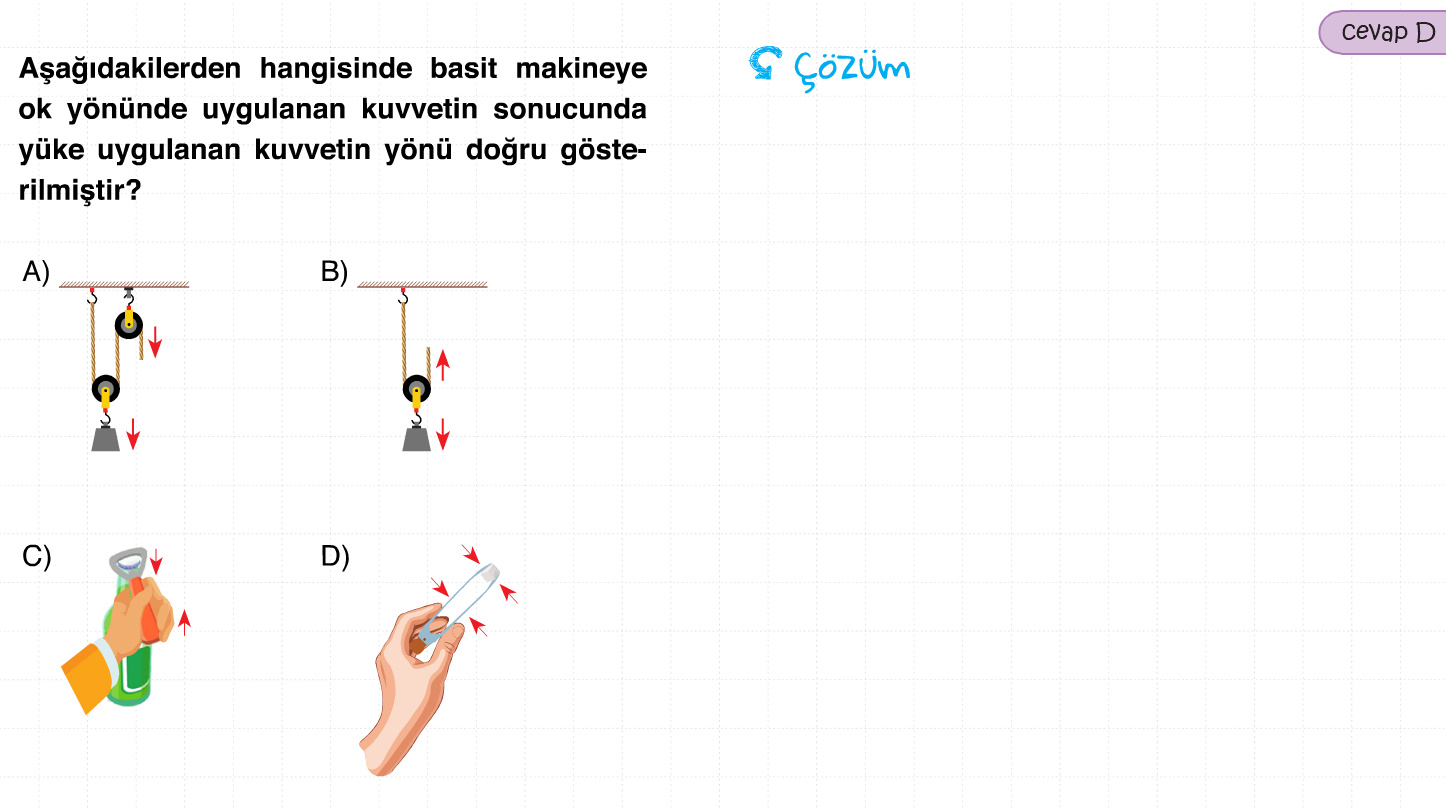 cevap D
Aşağıdakilerden hangisinde basit makineye
ok yönünde uygulanan kuvvetin sonucunda
yüke uygulanan kuvvetin yönü doğru göste-
rilmiştir?
Çözüm
A)
B)
C)
D)